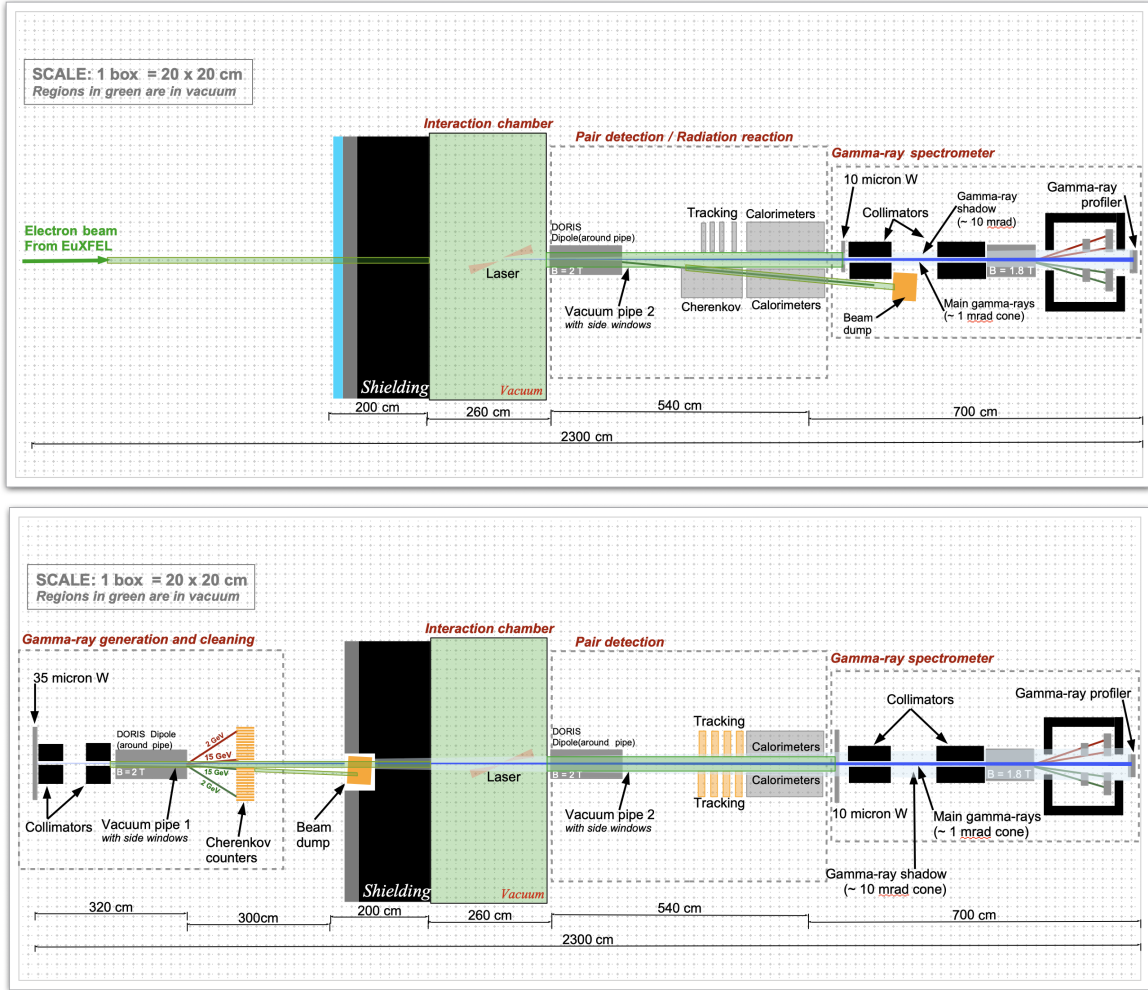 SCALE: 1 box = 20 x 20 cm
Regions in green are in vacuum
Interaction chamber
Pair detection / Radiation reaction
Gamma-ray spectrometer
10 micron W
Gamma-ray
shadow
(~ 10 mrad)
Gamma-ray
profiler
Collimators
Tracking
Calorimeters
DORIS
Dipole(around pipe)
Electron beam
From EuXFEL
Laser
B = 2 T
B = 1.8 T
Vacuum pipe 2
with side windows
Cherenkov
Calorimeters
Beam
dump
Main gamma-rays
(~ 1 mrad cone)
Shielding
Vacuum
200 cm
260 cm
540 cm
700 cm
2300 cm
SCALE: 1 box = 20 x 20 cm
Regions in green are in vacuum
Gamma-ray generation and cleaning
Interaction chamber
Pair detection
Gamma-ray spectrometer
35 micron W
Collimators
Gamma-ray profiler
DORIS Dipole
(around pipe)
2 GeV
15 GeV
15 GeV
2 GeV
B = 2 T
Tracking
DORIS
Dipole(around pipe)
Calorimeters
Laser
B = 2 T
Calorimeters
B = 1.8 T
Tracking
Collimators
Vacuum pipe 1
with side windows
Cherenkov
counters
Beam
dump
Vacuum pipe 2
with side windows
10 micron W
Main gamma-rays
(~ 1 mrad cone)
Gamma-ray shadow
(~ 10 mrad cone)
Shielding
Vacuum
320 cm
300cm
200 cm
260 cm
540 cm
700 cm
2300 cm